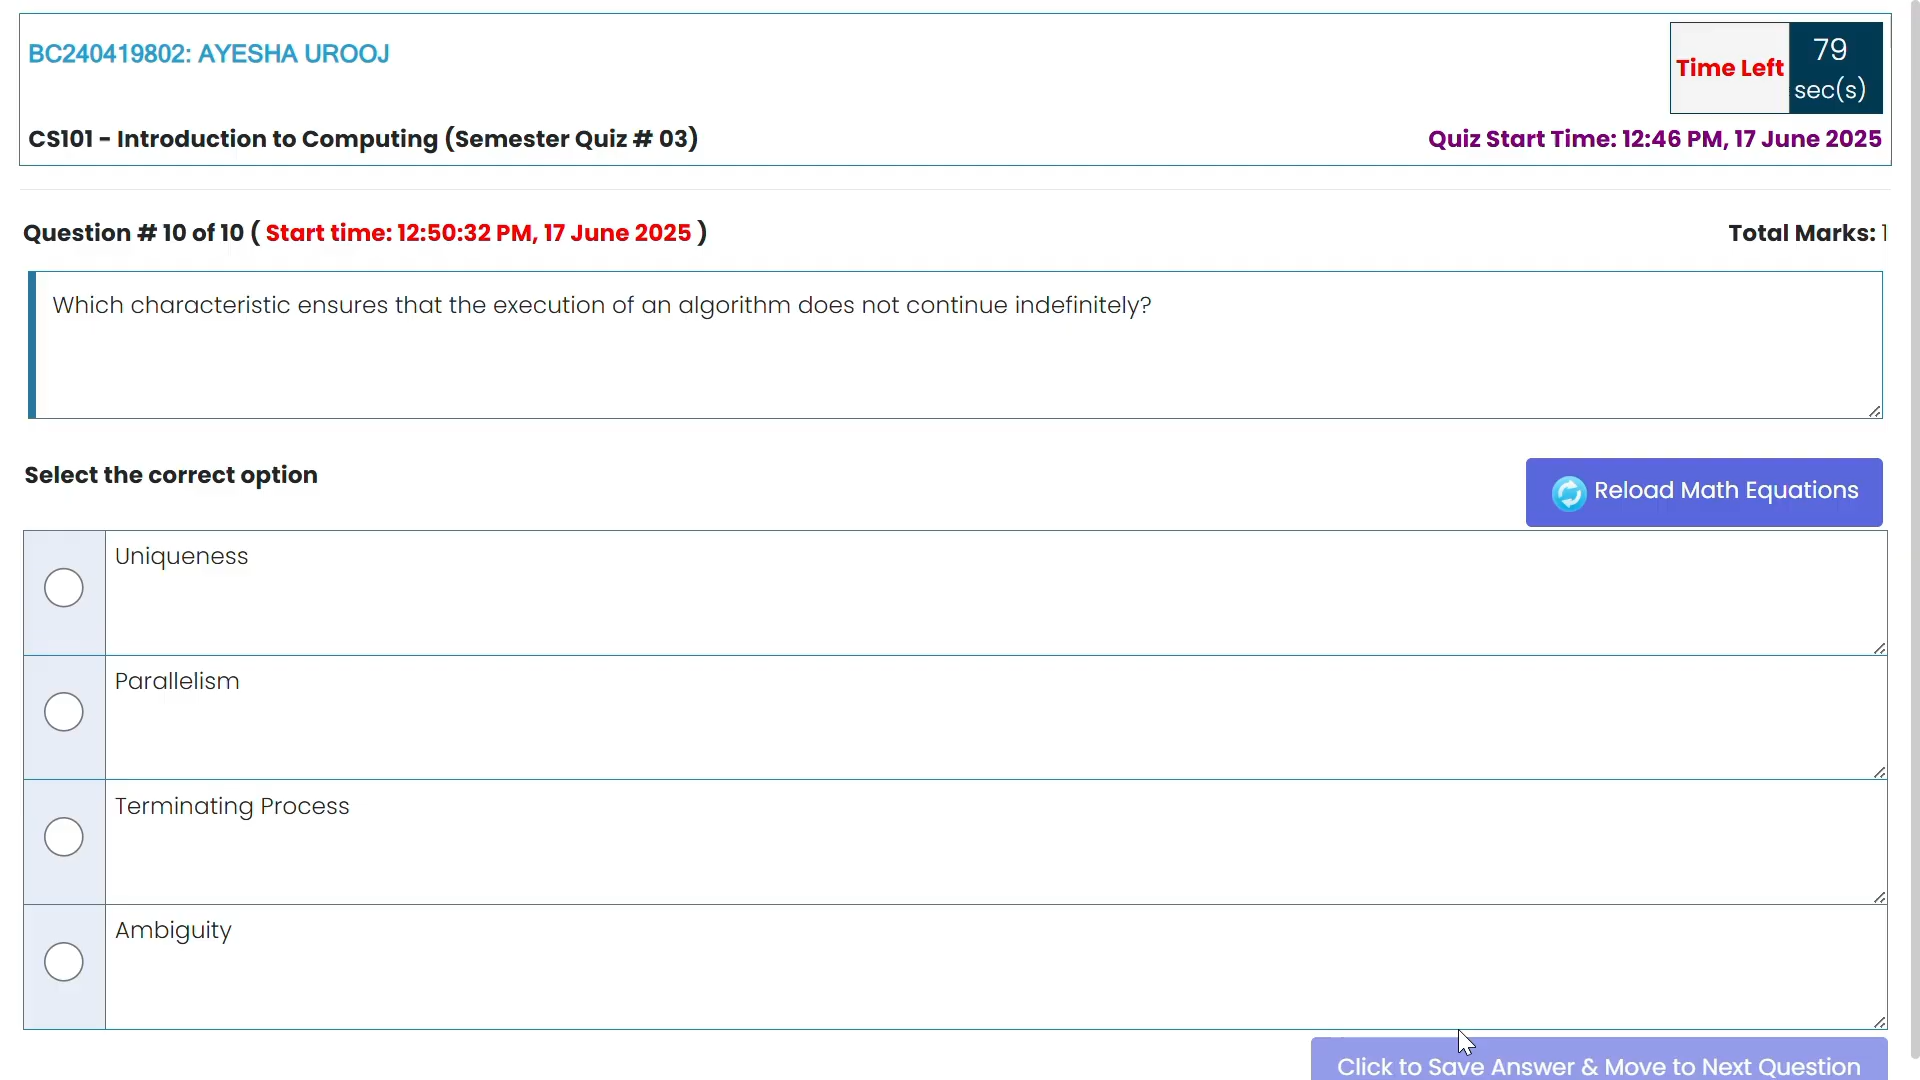 BC240419802: AYESHA UROOJ
Time Left
79
sec(s)
CS101 - Introduction to Computing (Semester Quiz # 03)
Quiz Start Time: 12:46 PM, 17 June 2025
Question # 10 of 10 ( Start time: 12:50:32 PM, 17 June 2025 )
Total Marks: 1
Which characteristic ensures that the execution of an algorithm does not continue indefinitely?
Select the correct option
Reload Math Equations
Uniqueness
Parallelism
Terminating Process
Ambiguity
Click to Save Answer & Move to Next Question